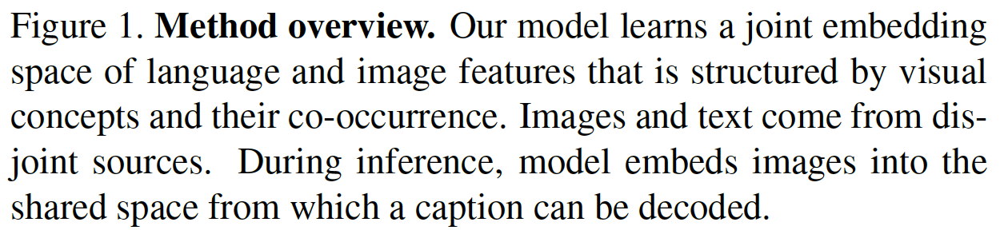 Figure 1. Method overview. Our model learns a joint embedding
space of language and image features that is structured by visual
concepts and their co-occurrence. Images and text come from dis-
joint sources. During inference, model embeds images into the
shared space from which a caption can be decoded.